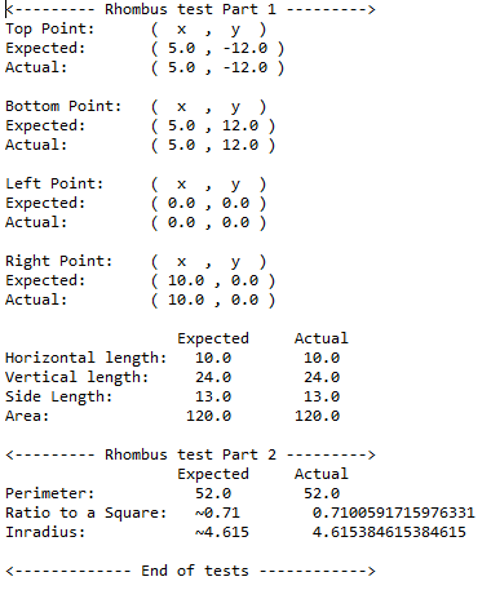 <--------- Rhombus test Part 1 --------->
Top Point:      (  x  ,  y  )
Expected:       ( 5.0 , -12.0 )
Actual:         ( 5.0 , -12.0 )

Bottom Point:   (  x  ,  y  )
Expected:       ( 5.0 , 12.0 )
Actual:         ( 5.0 , 12.0 )

Left Point:     (  x  ,  y  )
Expected:       ( 0.0 , 0.0 )
Actual:         ( 0.0 , 0.0 )

Right Point:    (  x  ,  y  )
Expected:       ( 10.0 , 0.0 )
Actual:         ( 10.0 , 0.0 )

                   Expected     Actual
Horizontal length:   10.0        10.0
Vertical length:     24.0        24.0
Side Length:         13.0        13.0
Area:               120.0       120.0

<--------- Rhombus test Part 2 --------->
                   Expected     Actual
Perimeter:           52.0        52.0
Ratio to a Square:   ~0.71        0.7100591715976331
Inradius:            ~4.615       4.615384615384615

<------------- End of tests ------------>